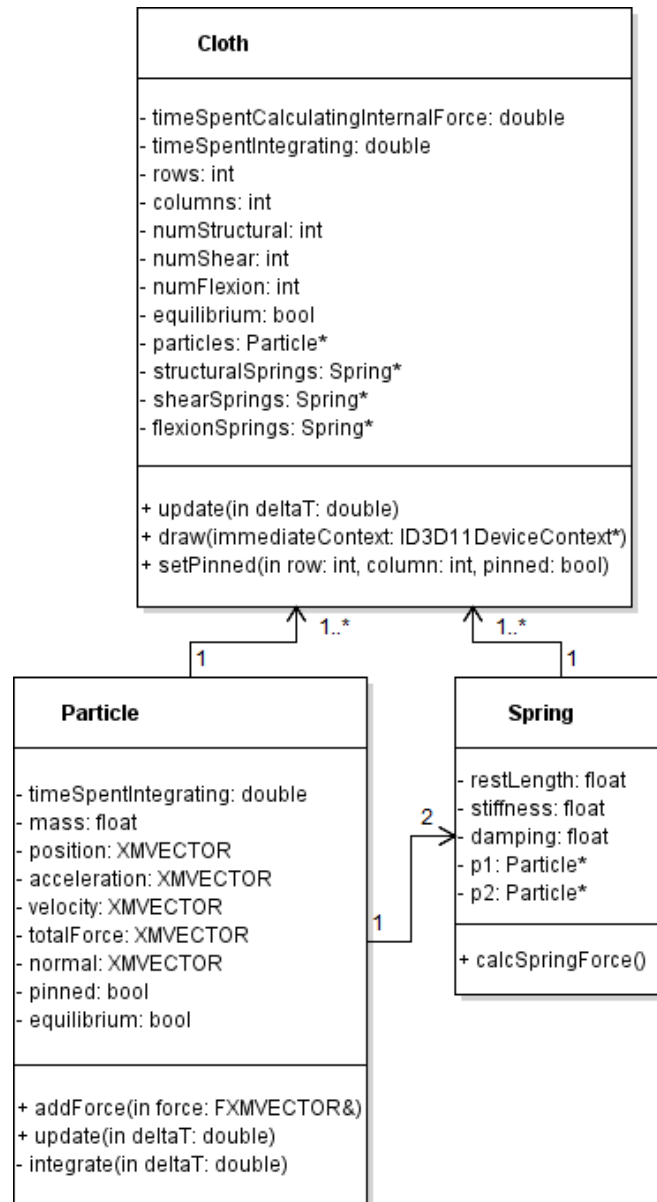 Cloth
- timeSpentCalculatingInternalForce: double
- timeSpentIntegrating: double
- rows: int
- columns: int
- numStructural: int
- numShear: int
- numFlexion: int
- equilibrium: bool
- particles: Particle*
- structuralSprings: Spring*
- shearSprings: Spring*
- flexionSprings: Spring*
+ update(in deltaT: double)
+ draw(immediateContext: ID3D11DeviceContext*)
+ setPinned(in row: int, column: int, pinned: bool)
1..*
1..*
1
1
Particle
- timeSpentIntegrating: double
- mass: float
- position: XMVECTOR
- acceleration: XMVECTOR
- velocity: XMVECTOR
- totalForce: XMVECTOR
- normal: XMVECTOR
- pinned: bool
- equilibrium: bool
+ addForce(in force: FXMVECTOR&)
+ update(in deltaT: double)
- integrate(in deltaT: double)
2
1
Spring
- restLength: float
- stiffness: float
- damping: float
- p1: Particle*
- p2: Particle*
+ calcSpringForce()